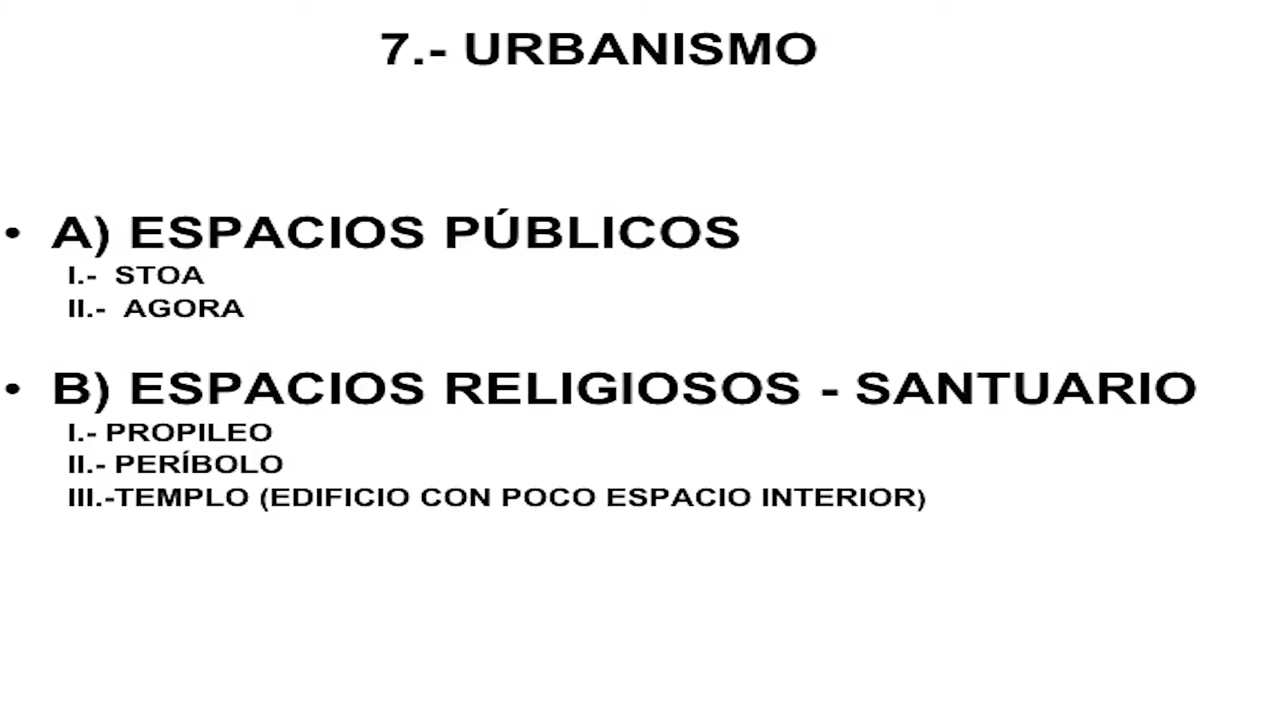 7.- URBANISMO
• A) ESPACIOS PÚBLICOS
I.- STOA
II.- AGORA
• B) ESPACIOS RELIGIOSOS - SANTUARIO
I.- PROPILEO
II.- PERÍBOLO
III.-TEMPLO (EDIFICIO CON POCO ESPACIO INTERIOR)